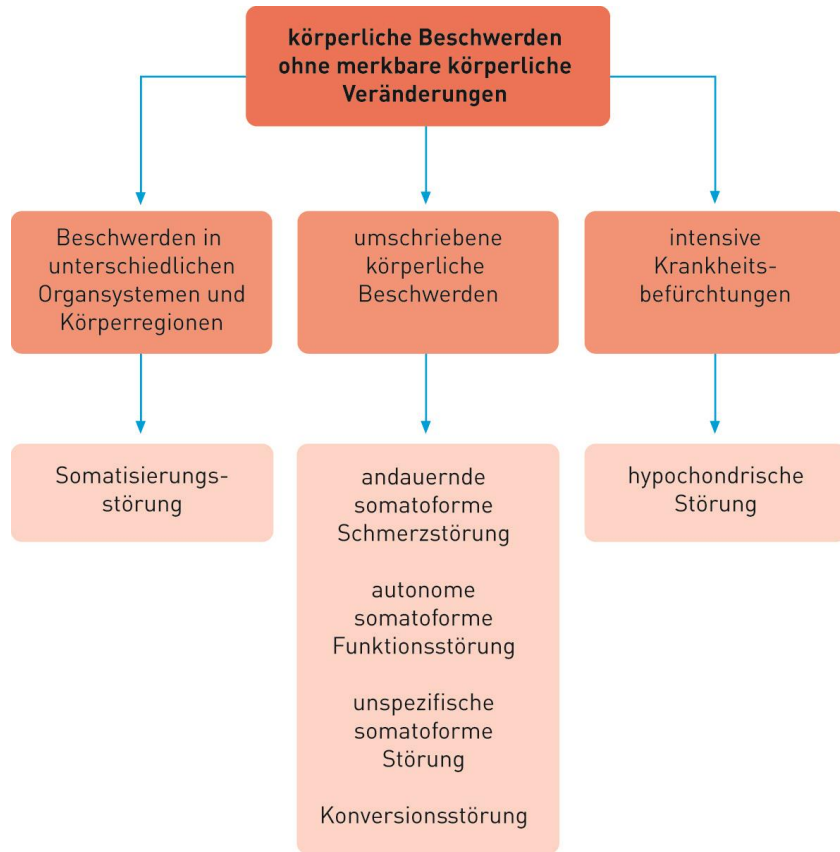 körperliche Beschwerden
ohne merkbare körperliche
Veränderungen
Beschwerden in
unterschiedlichen
Organsystemen und
Körperregionen
umschriebene
körperliche
Beschwerden
intensive
Krankheits-
befürchtungen
Somatisierungs-
störung
andauernde
somatoforme
Schmerzstörung
autonome
somatoforme
Funktionsstörung
unspezifische
somatoforme
Störung
Konversionsstörung
hypochondrische
Störung